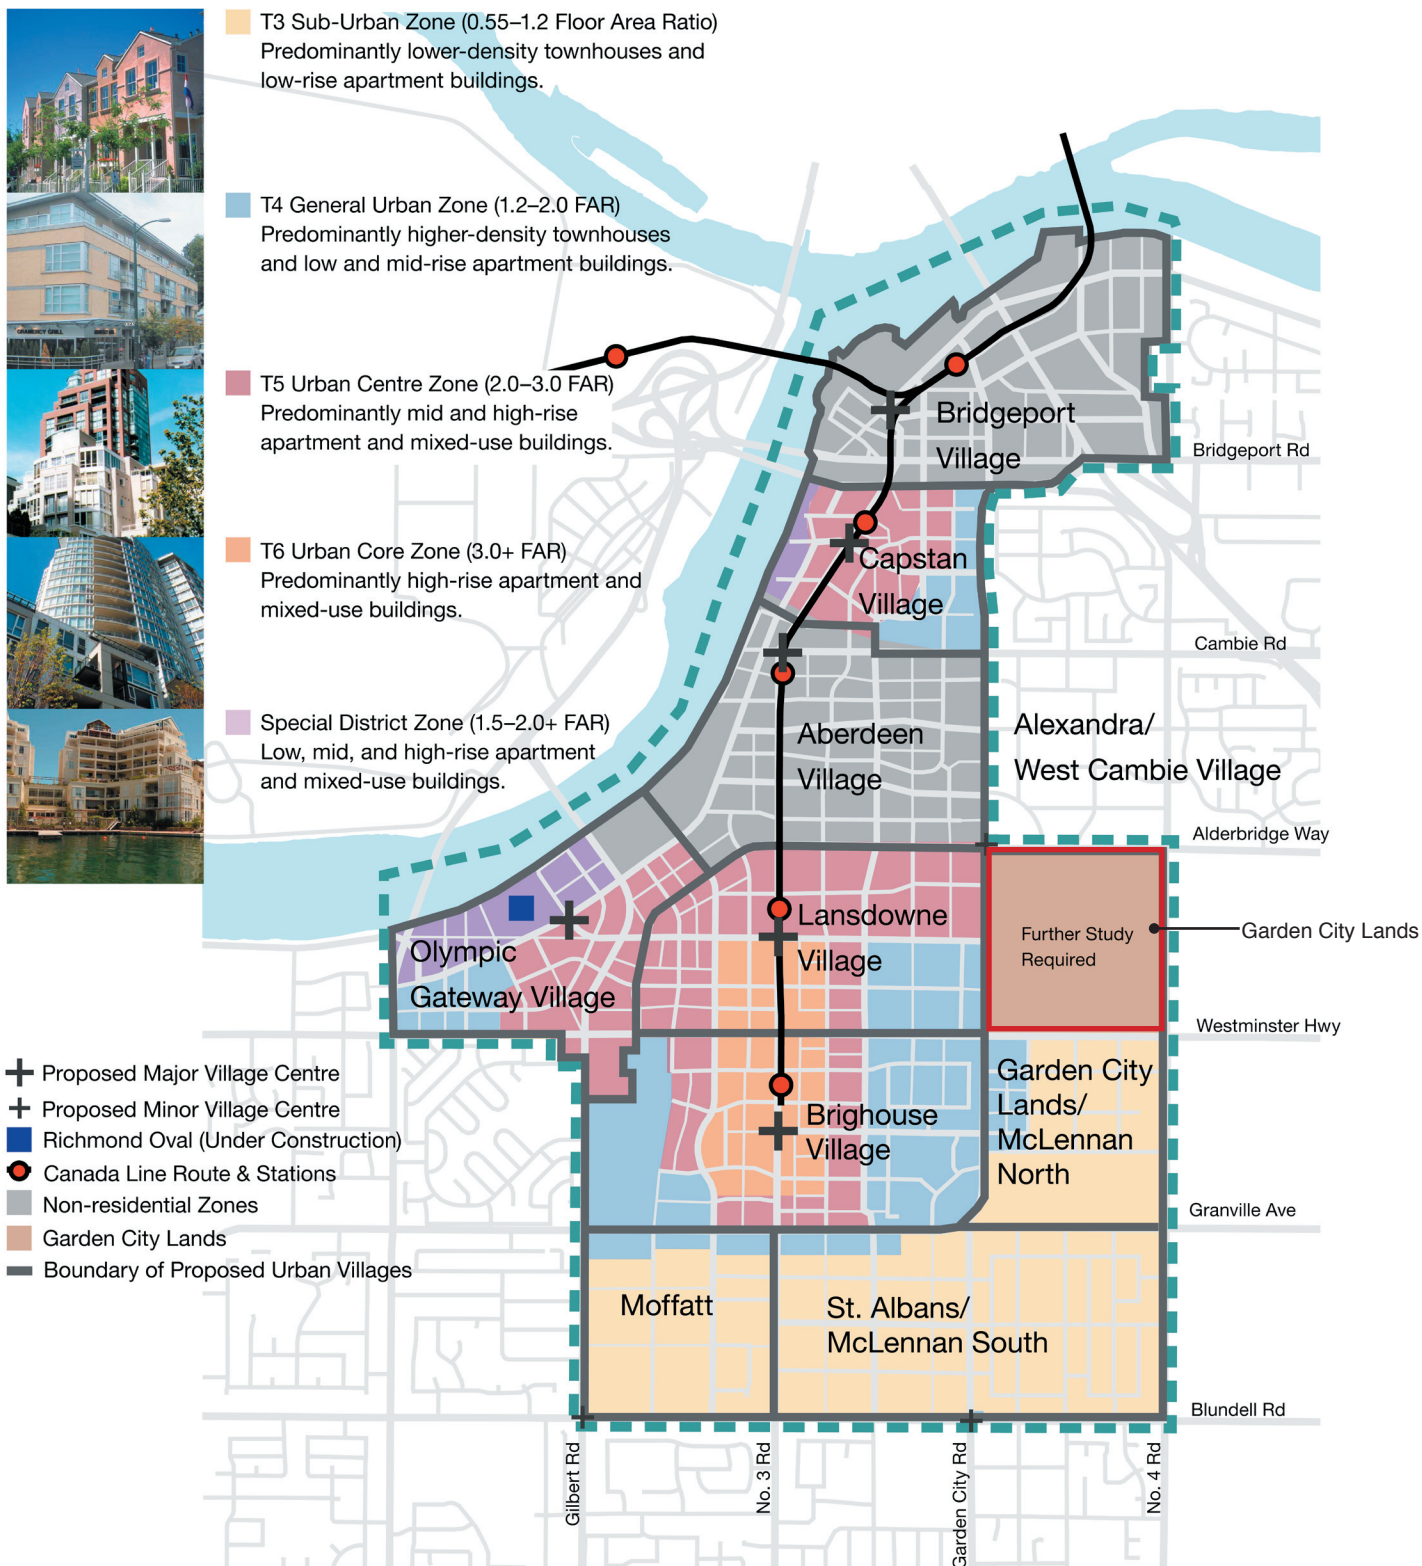 T3 Sub-Urban Zone (0.55–1.2 Floor Area Ratio)
Predominantly lower-density townhouses and
low-rise apartment buildings.
T4 General Urban Zone (1.2–2.0 FAR)
Predominantly higher-density townhouses
and low and mid-rise apartment buildings.
GRAMERCY GRILL
T5 Urban Centre Zone (2.0–3.0 FAR)
Predominantly mid and high-rise
apartment and mixed-use buildings.
T6 Urban Core Zone (3.0+ FAR)
Predominantly high-rise apartment and
mixed-use buildings.
Special District Zone (1.5–2.0+ FAR)
Low, mid, and high-rise apartment
and mixed-use buildings.
Bridgeport
Village
Bridgeport Rd
Capstan
Village
Cambie Rd
Aberdeen
Village
Alexandra/
West Cambie Village
Alderbridge Way
Lansdowne
Village
Further Study
Required
Garden City Lands
Olympic
Gateway Village
Westminster Hwy
Garden City
Lands/
McLennan
North
Brighouse
Village
Granville Ave
Moffatt
St. Albans/
McLennan South
Blundell Rd
Gilbert Rd
No. 3 Rd
Garden City Rd
No. 4 Rd
Proposed Major Village Centre
Proposed Minor Village Centre
Richmond Oval (Under Construction)
Canada Line Route & Stations
Non-residential Zones
Garden City Lands
Boundary of Proposed Urban Villages